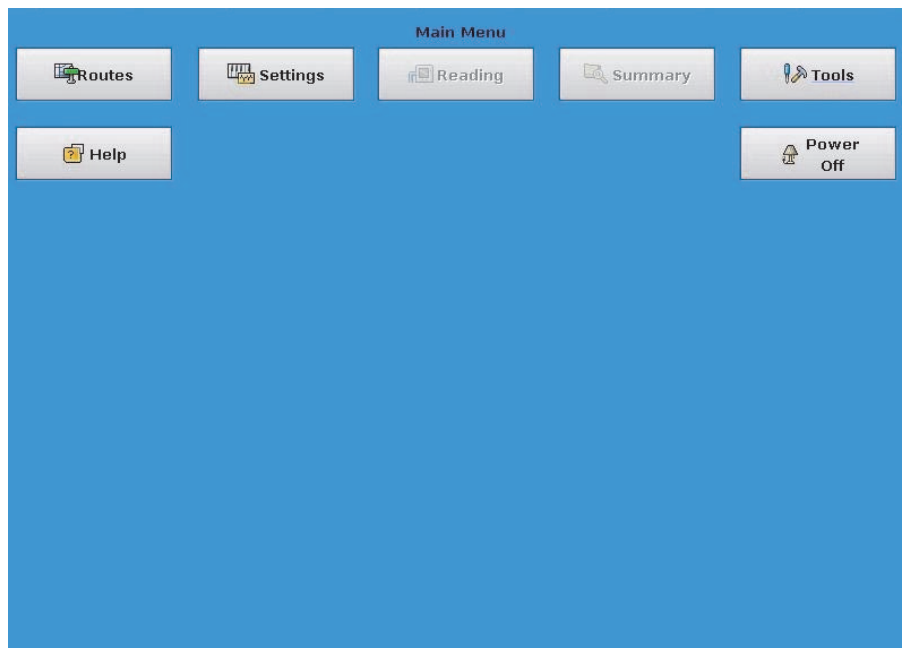 Main Menu
Routes
Settings
Reading
Summary
Tools
Help
Power
Off